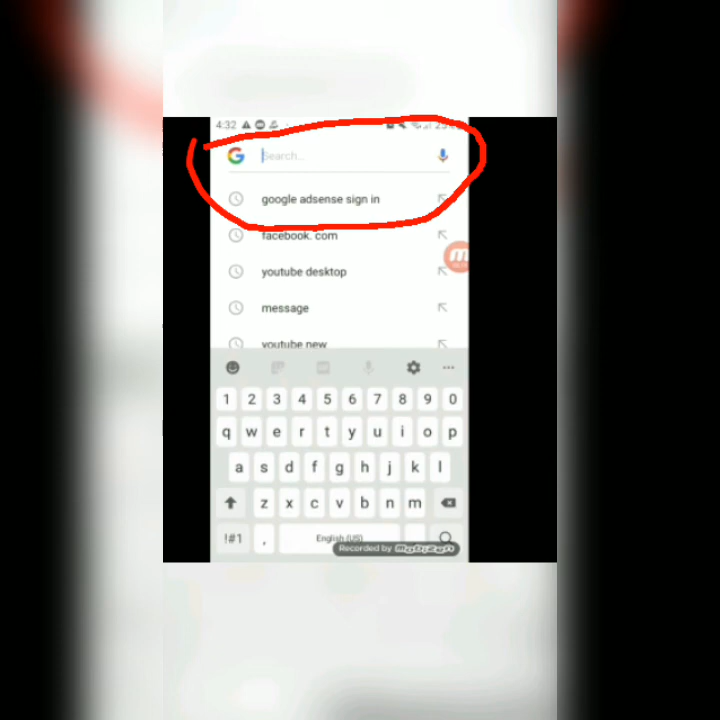 4:32
Search..
google adsense sign in
facebook. com
youtube desktop
message
youtube new
1 2 3 4 5 6 7 8 9 0
q w e r t y u i o p
a s d f g h j k l
z x c v b n m
!#1 , English (US)
Recorded by mobizen